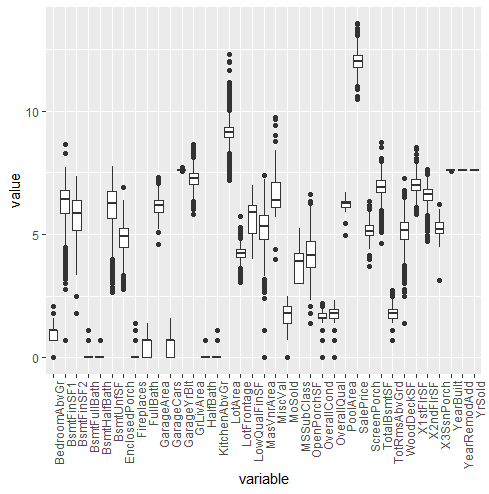 value
10
5
0
BedroomAbvGr
BsmtFinSF1
BsmtFinSF2
BsmtFullBath
BsmtHalfBath
BsmtUnfSF
EnclosedPorch
Fireplaces
FullBath
GarageArea
GarageCars
GarageYrBlt
GrLivArea
HalfBath
KitchenAbvGr
LotArea
LotFrontage
LowQualFinSF
MasVnrArea
MiscVal
MoSold
MSSubClass
OpenPorchSF
OverallCond
OverallQual
PoolArea
SalePrice
ScreenPorch
TotalBsmtSF
TotRmsAbvGrd
WoodDeckSF
X1stFlrSF
X2ndFlrSF
X3SsnPorch
YearBuilt
YearRemodAdd
YrSold
variable